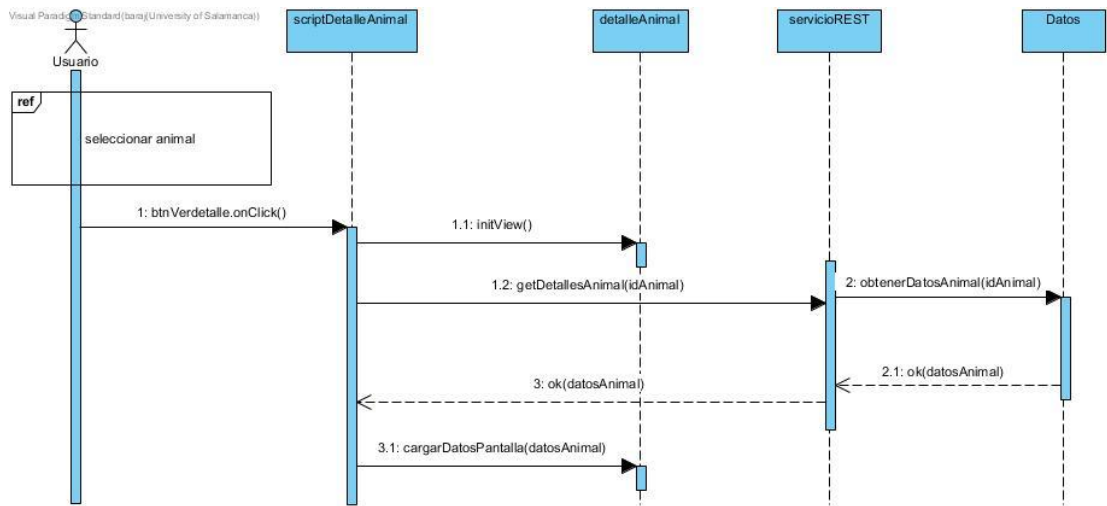 Visual Paradigm Standard(baraj(University of Salamanca))
Usuario
scriptDetalleAnimal
detalleAnimal
servicioREST
Datos
ref
seleccionar animal
1: btnVerdetalle.onClick()
1.1: initView()
1.2: getDetallesAnimal(idAnimal)
2: obtenerDatosAnimal(idAnimal)
2.1: ok(datosAnimal)
3: ok(datosAnimal)
3.1: cargarDatosPantalla(datosAnimal)